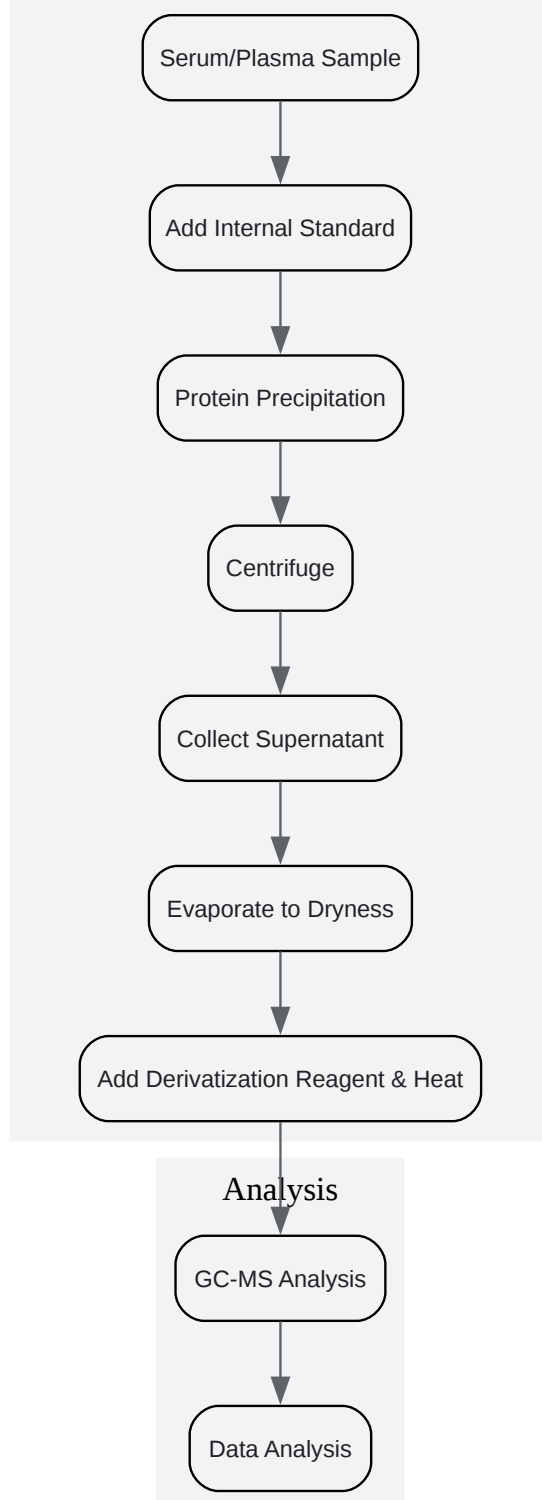 Serum/Plasma Sample
Add Internal Standard
Protein Precipitation
Centrifuge
Collect Supernatant
Evaporate to Dryness
Add Derivatization Reagent & Heat
Analysis
GC-MS Analysis
Data Analysis